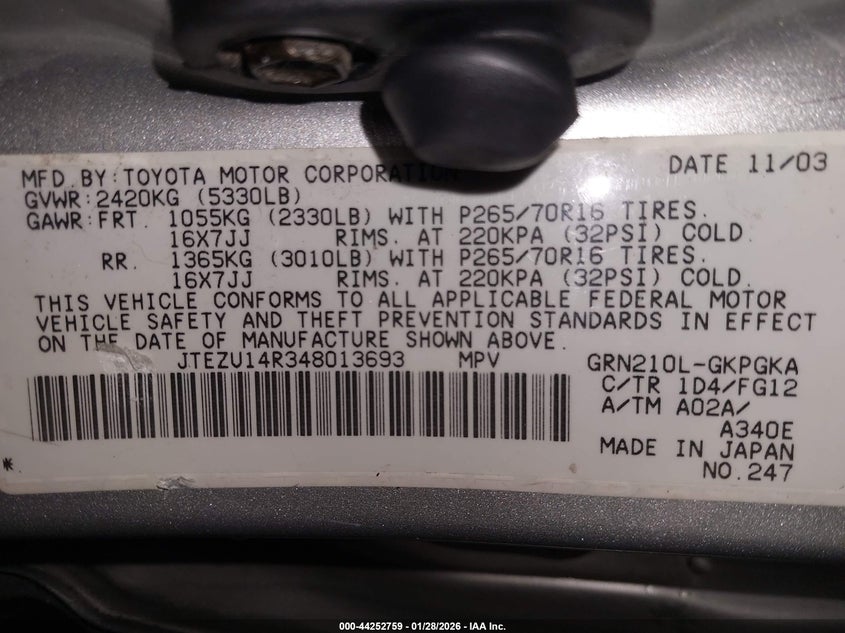 MFD.BY:TOYOTA MOTOR CORPORATION DATE 11/03
GVWR:2420KG (5330LB)
GAWR:FRT. 1055KG (2330LB) WITH P265/70R16 TIRES.
16X7JJ RIMS. AT 220KPA (32PSI) COLD.
RR. 1365KG (3010LB) WITH P265/70R16 TIRES.
16X7JJ RIMS. AT 220KPA (32PSI) COLD.
THIS VEHICLE CONFORMS TO ALL APPLICABLE FEDERAL MOTOR
VEHICLE SAFETY AND THEFT PREVENTION STANDARDS IN EFFECT
ON THE DATE OF MANUFACTURE SHOWN ABOVE.
JTEZU14R348013693 MPV GRN210L-GKPGKA
C/TR 1D4/FG12
A/TM A02A/
A340E
MADE IN JAPAN
NO.247
000-44252759 - 01/28/2026 - IAA Inc.